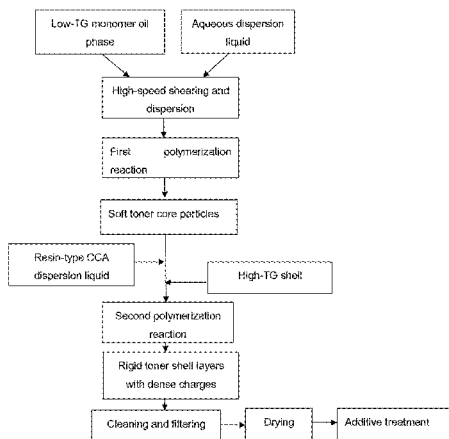 Low-TG monomer oil
phase
Aqueous dispersion
liquid
High-speed shearing and
dispersion
First polymerization
reaction
Soft toner core particles
Resin-type CCA
dispersion liquid
High-TG shell
Second polymerization
reaction
Rigid toner shell layers
with dense charges
Cleaning and filtering
Drying
Additive treatment